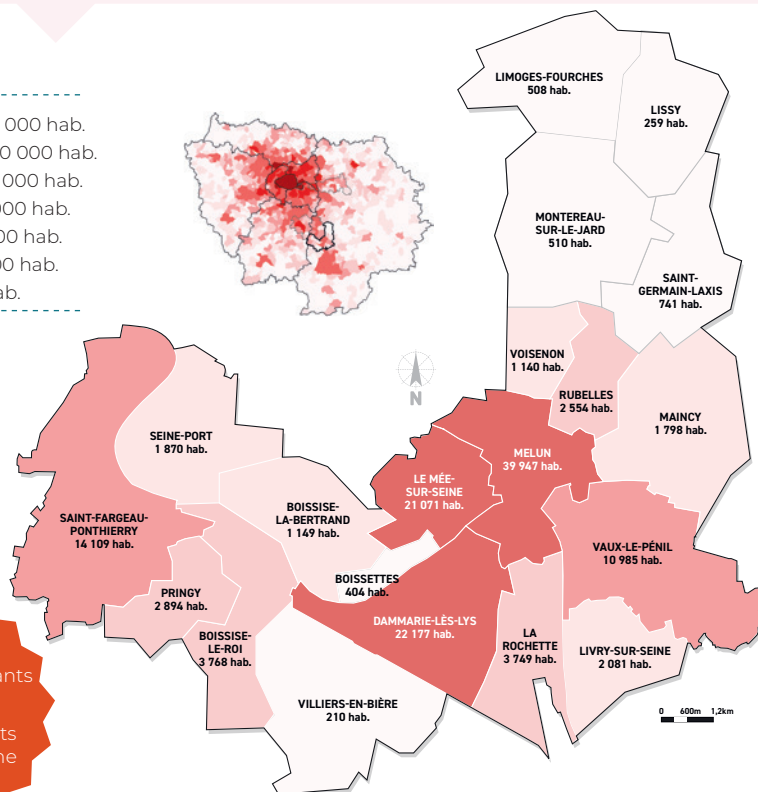 000 hab.
0 000 hab.
000 hab.
000 hab.
00 hab.
00 hab.
ab.
LIMOGES-FOURCHES
508 hab.
LISSY
259 hab.
MONTEREAU-
SUR-LE-JARD
510 hab.
SAINT-
GERMAIN-LAXIS
741 hab.
VOISENON
1 140 hab.
RUBELLES
2 554 hab.
MAINCY
1 798 hab.
N
SEINE-PORT
1 870 hab.
MELUN
39 947 hab.
LE MÉE-
SUR-SEINE
21 071 hab.
BOISSISE-
LA-BERTRAND
1 149 hab.
SAINT-FARGEAU-
PONTHIERRY
14 109 hab.
VAUX-LE-PÉNIL
10 985 hab.
BOISSETTES
404 hab.
PRINGY
2 894 hab.
DAMMARIE-LÈS-LYS
22 177 hab.
BOISSISE-
LE-ROI
3 768 hab.
LA
ROCHETTE
3 749 hab.
LIVRY-SUR-SEINE
2 081 hab.
VILLIERS-EN-BIÈRE
210 hab.
0 600m 1,2km
ants
ts
ne